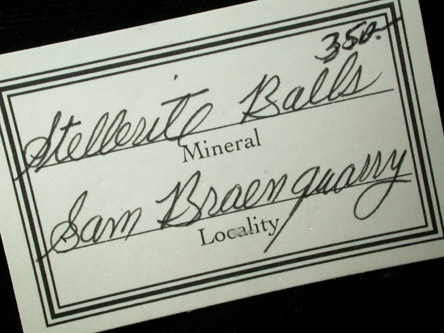 350.-
Stellerite Balls
Mineral
Sam Braen quarry
Locality